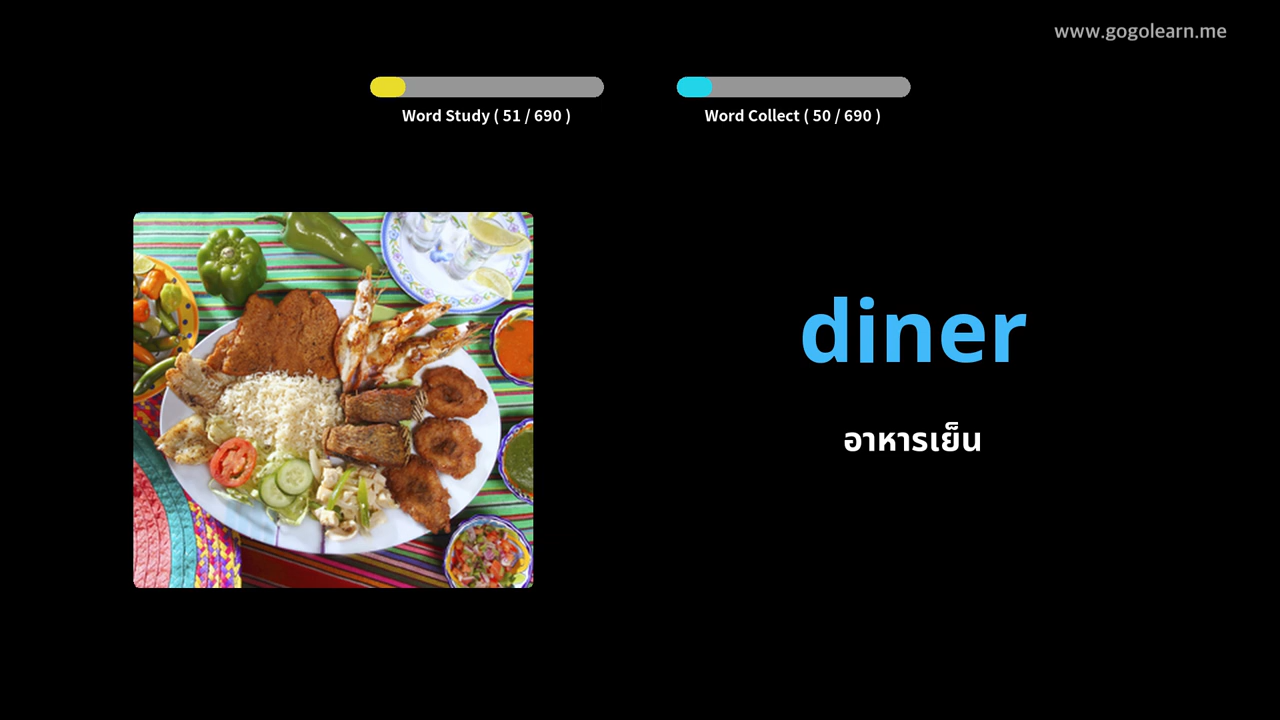 www.gogolearn.me
Word Study ( 51 / 690 )
Word Collect ( 50 / 690 )
diner
อาหารเย็น